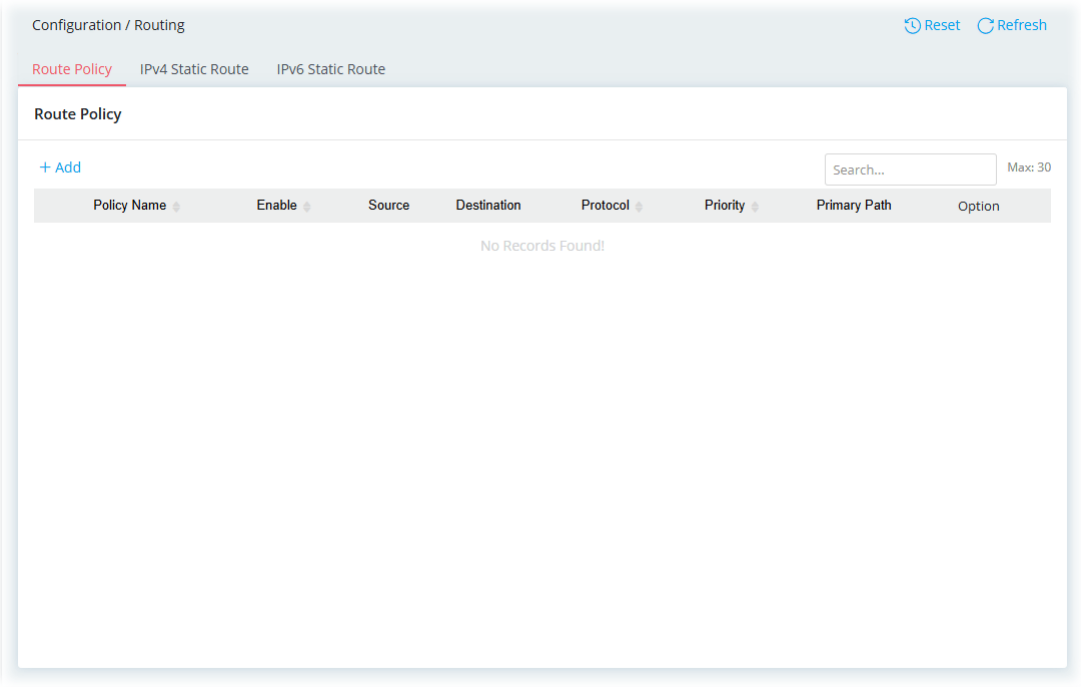 Configuration / Routing Reset Refresh
Route Policy IPv4 Static Route IPv6 Static Route
Route Policy
+ Add Search... Max: 30
Policy Name Enable Source Destination Protocol Priority Primary Path Option
No Records Found!